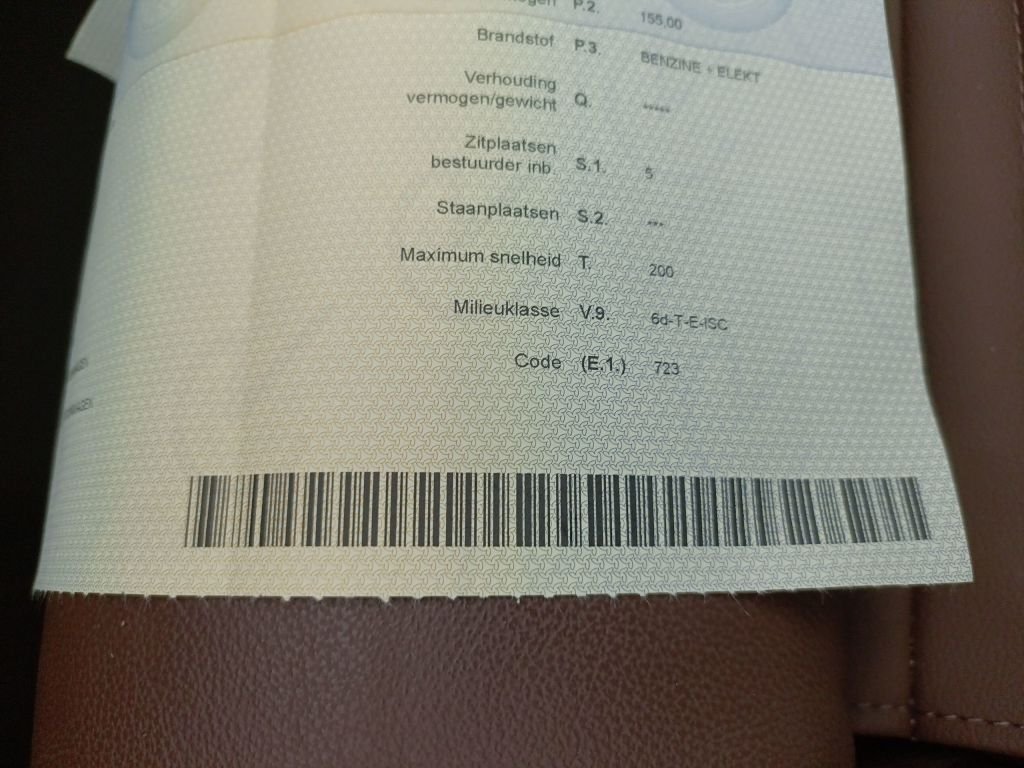 P.2. 155,00
Brandstof P.3. BENZINE + ELEKT
Verhouding
vermogen/gewicht Q. *****
Zitplaatsen
bestuurder inb. S.1. 5
Staanplaatsen S.2. ***
Maximum snelheid T. 200
Milieuklasse V.9. 6d-T-E-ISC
Code (E.1.) 723